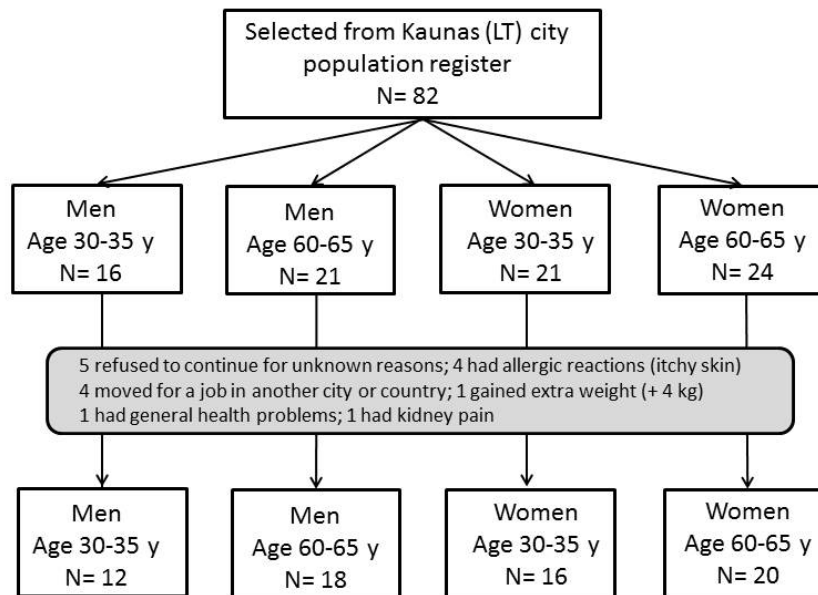 Selected from Kaunas (LT) city
population register
N= 82
Men
Age 30-35 y
N= 16
Men
Age 60-65 y
N= 21
Women
Age 30-35 y
N= 21
Women
Age 60-65 y
N= 24
5 refused to continue for unknown reasons; 4 had allergic reactions (itchy skin)
4 moved for a job in another city or country; 1 gained extra weight (+ 4 kg)
1 had general health problems; 1 had kidney pain
Men
Age 30-35 y
N= 12
Men
Age 60-65 y
N= 18
Women
Age 30-35 y
N= 16
Women
Age 60-65 y
N= 20